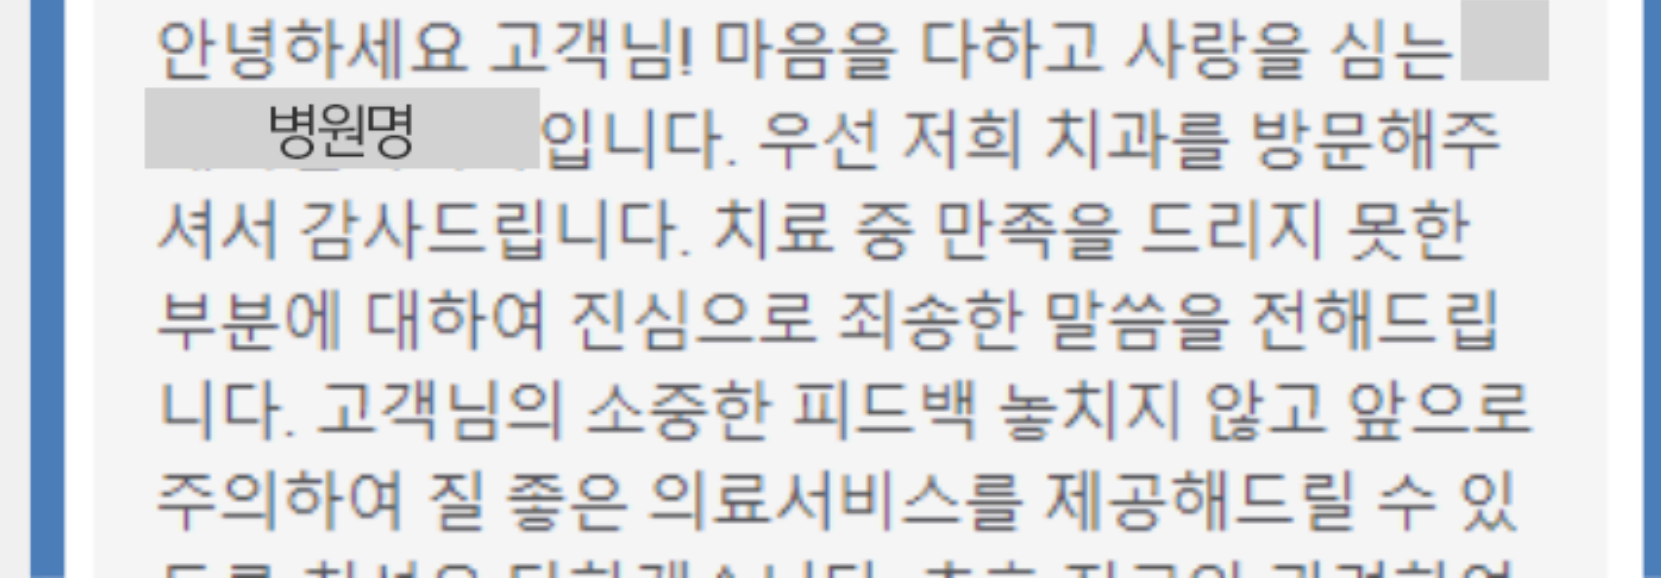 안녕하세요 고객님! 마음을 다하고 사랑을 심는
병원명 입니다. 우선 저희 치과를 방문해주
셔서 감사드립니다. 치료 중 만족을 드리지 못한
부분에 대하여 진심으로 죄송한 말씀을 전해드립
니다. 고객님의 소중한 피드백 놓치지 않고 앞으로
주의하여 질 좋은 의료서비스를 제공해드릴 수 있